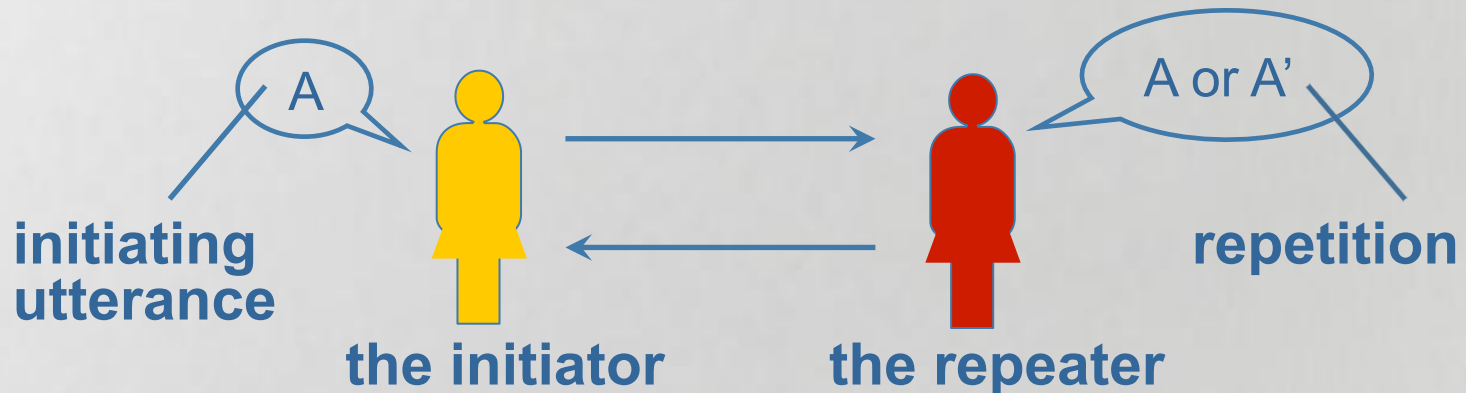 A
A or A’
initiating
utterance
repetition
the initiator
the repeater